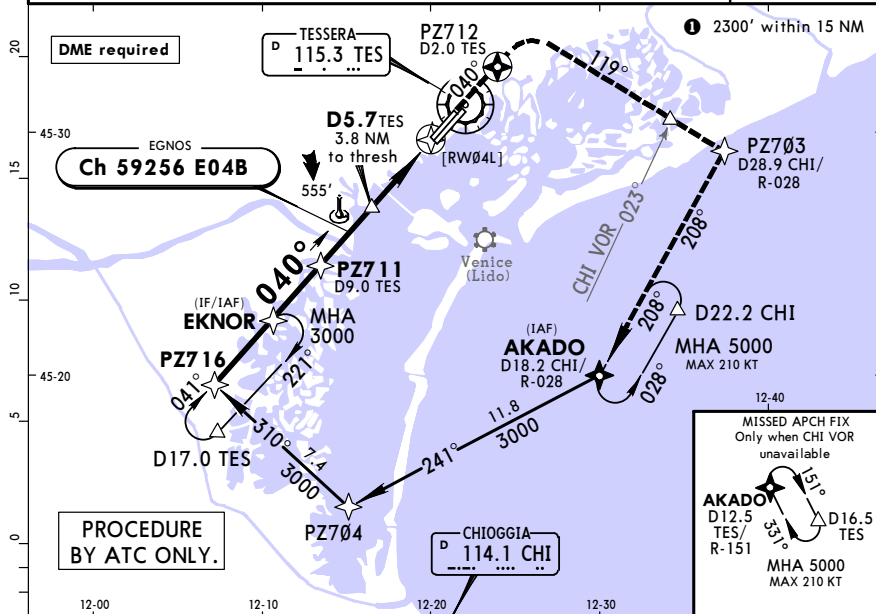 ❶ 2300' within 15 NM
DME required
TESSERA
D 115.3 TES
PZ712
D2.0 TES
040°
119°
D5.7TES
3.8 NM
to thresh
[RW04L]
EGNOS
Ch 59256 E04B
555'
PZ7Ø3
D28.9 CHI/
R-028
CHI VOR 023°
208°
Venice
(Lido)
040°
PZ711
D9.0 TES
(IF/IAF)
EKNOR
MHA
3000
221°
PZ716
041°
D17.0 TES
310°
7.4
3000
PZ7Ø4
241°
11.8
3000
(IAF)
AKADO
D18.2 CHI/
R-028
208°
028°
D22.2 CHI
MHA 5000
MAX 210 KT
PROCEDURE
BY ATC ONLY.
CHIOGGIA
D 114.1 CHI
MISSED APCH FIX
Only when CHI VOR
unavailable
AKADO
D12.5
TES/
R-151
151°
331°
D16.5
TES
MHA 5000
MAX 210 KT
20
45-30
15
10
45-20
5
0
12-00
12-10
12-20
12-30
12-40